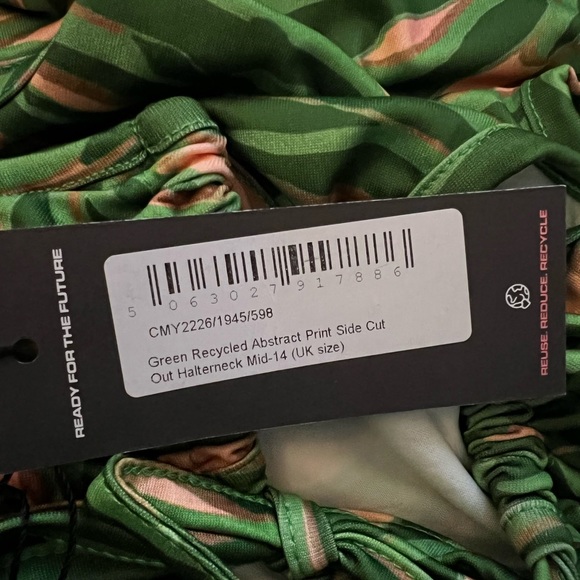 READY FOR THE FUTURE
5 063027 917886
CMY2226/1945/598
Green Recycled Abstract Print Side Cut
Out Halterneck Mid-14 (UK size)
REUSE. REDUCE. RECYCLE